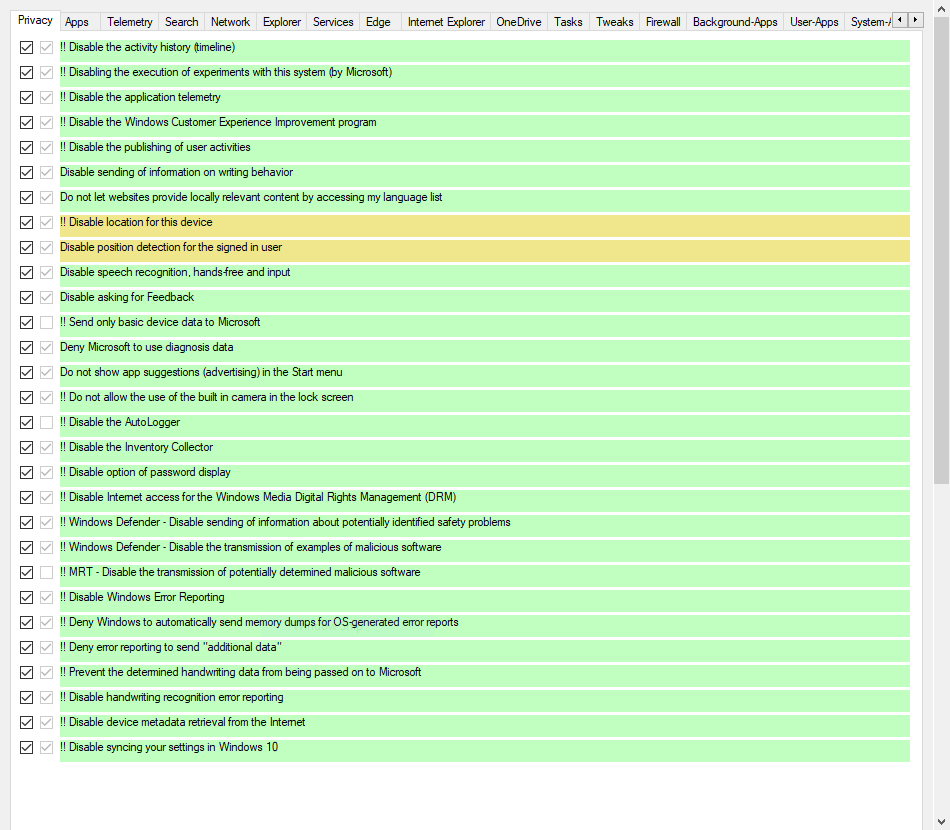 Privacy Apps Telemetry Search Network Explorer Services Edge Internet Explorer OneDrive Tasks Tweaks Firewall Background-Apps User-Apps System-
!! Disable the activity history (timeline)
!! Disabling the execution of experiments with this system (by Microsoft)
!! Disable the application telemetry
!! Disable the Windows Customer Experience Improvement program
!! Disable the publishing of user activities
Disable sending of information on writing behavior
Do not let websites provide locally relevant content by accessing my language list
!! Disable location for this device
Disable position detection for the signed in user
Disable speech recognition, hands-free and input
Disable asking for Feedback
!! Send only basic device data to Microsoft
Deny Microsoft to use diagnosis data
Do not show app suggestions (advertising) in the Start menu
!! Do not allow the use of the built in camera in the lock screen
!! Disable the AutoLogger
!! Disable the Inventory Collector
!! Disable option of password display
!! Disable Internet access for the Windows Media Digital Rights Management (DRM)
!! Windows Defender - Disable sending of information about potentially identified safety problems
!! Windows Defender - Disable the transmission of examples of malicious software
!! MRT - Disable the transmission of potentially determined malicious software
!! Disable Windows Error Reporting
!! Deny Windows to automatically send memory dumps for OS-generated error reports
!! Deny error reporting to send "additional data"
!! Prevent the determined handwriting data from being passed on to Microsoft
!! Disable handwriting recognition error reporting
!! Disable device metadata retrieval from the Internet
!! Disable syncing your settings in Windows 10